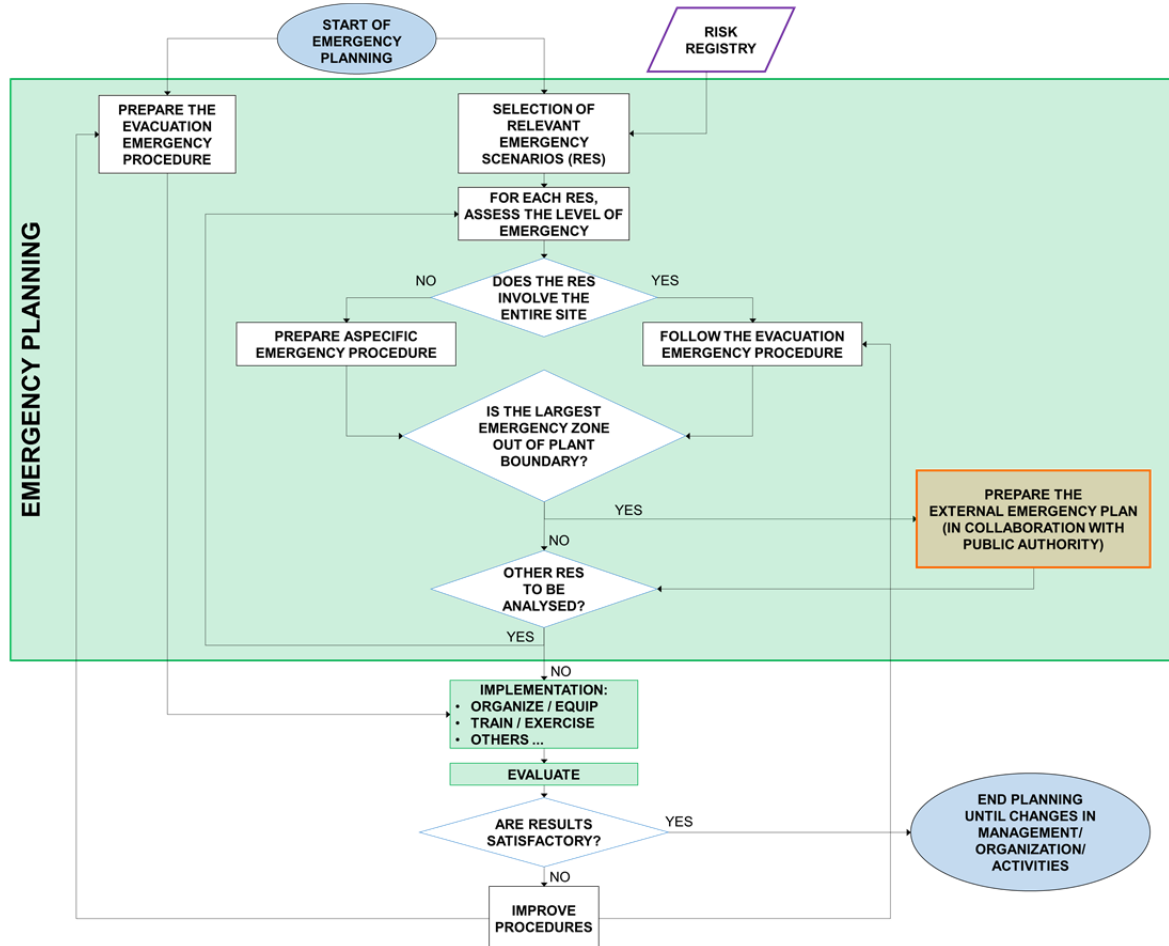 START OF
EMERGENCY
PLANNING
RISK
REGISTRY
EMERGENCY PLANNING
PREPARE THE
EVACUATION
EMERGENCY
PROCEDURE
SELECTION OF
RELEVANT
EMERGENCY
SCENARIOS (RES)
FOR EACH RES,
ASSESS THE LEVEL OF
EMERGENCY
NO
DOES THE RES
INVOLVE THE
ENTIRE SITE
YES
PREPARE ASPECIFIC
EMERGENCY PROCEDURE
FOLLOW THE EVACUATION
EMERGENCY PROCEDURE
IS THE LARGEST
EMERGENCY ZONE
OUT OF PLANT
BOUNDARY?
YES
PREPARE THE
EXTERNAL EMERGENCY PLAN
(IN COLLABORATION WITH
PUBLIC AUTHORITY)
NO
OTHER RES
TO BE
ANALYSED?
YES
NO
IMPLEMENTATION:
• ORGANIZE / EQUIP
• TRAIN / EXERCISE
• OTHERS ...
EVALUATE
ARE RESULTS
SATISFACTORY?
YES
END PLANNING
UNTIL CHANGES IN
MANAGEMENT/
ORGANIZATION/
ACTIVITIES
NO
IMPROVE
PROCEDURES